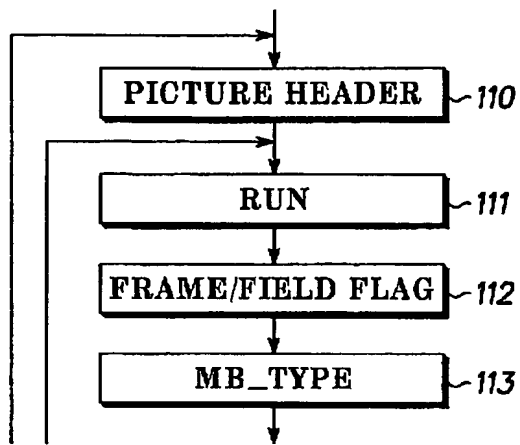 PICTURE HEADER 110
RUN 111
FRAME/FIELD FLAG 112
MB_TYPE 113